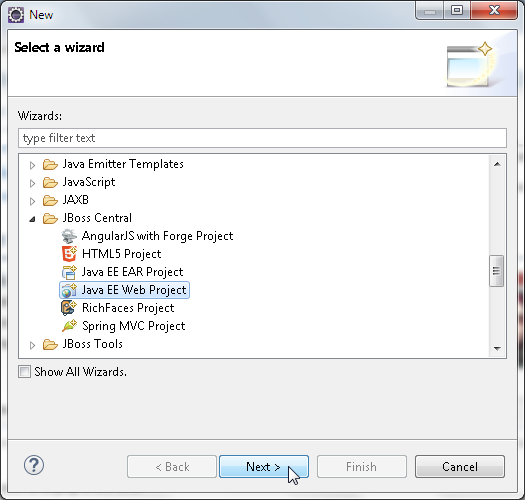 New
Select a wizard
Wizards:
type filter text
Java Emitter Templates
JavaScript
JAXB
JBoss Central
AngularJS with Forge Project
HTML5 Project
Java EE EAR Project
Java EE Web Project
RichFaces Project
Spring MVC Project
JBoss Tools
Show All Wizards.
?
< Back
Next >
Finish
Cancel